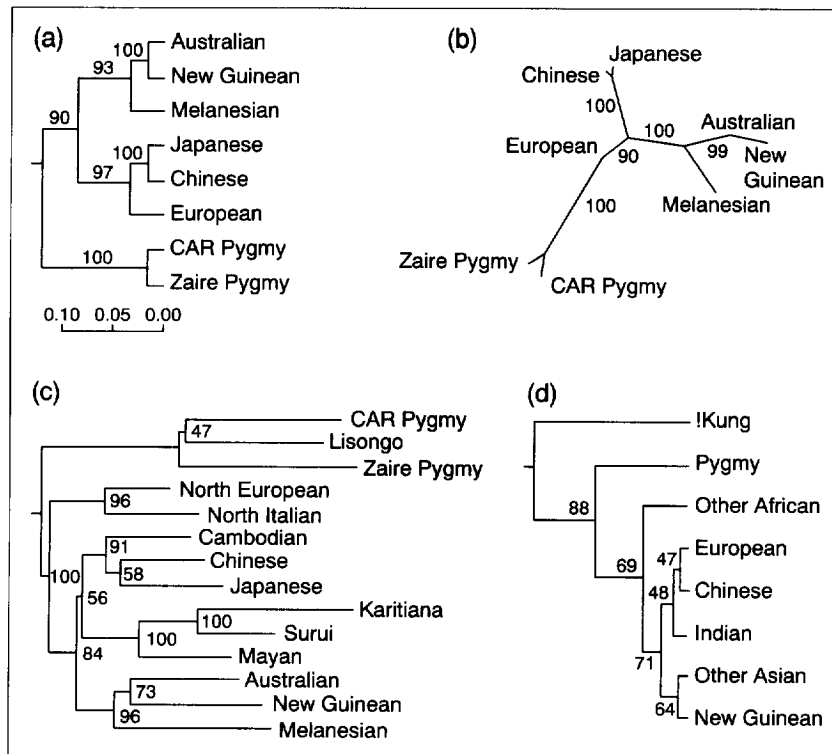 (a)
Australian
100
93
New Guinean
90
Melanesian
Japanese
100
97
Chinese
European
CAR Pygmy
100
Zaire Pygmy
0.10 0.05 0.00
(b)
Japanese
Chinese
100
100
Australian
European
90
99
New
Guinean
Melanesian
100
Zaire Pygmy
CAR Pygmy
(c)
CAR Pygmy
47
Lisongo
Zaire Pygmy
North European
96
North Italian
Cambodian
91
Chinese
100
58
56
Japanese
Karitiana
100
100
Surui
84
Mayan
Australian
73
New Guinean
96
Melanesian
(d)
!Kung
Pygmy
88
Other African
69
European
47
Chinese
48
Indian
71
Other Asian
64
New Guinean